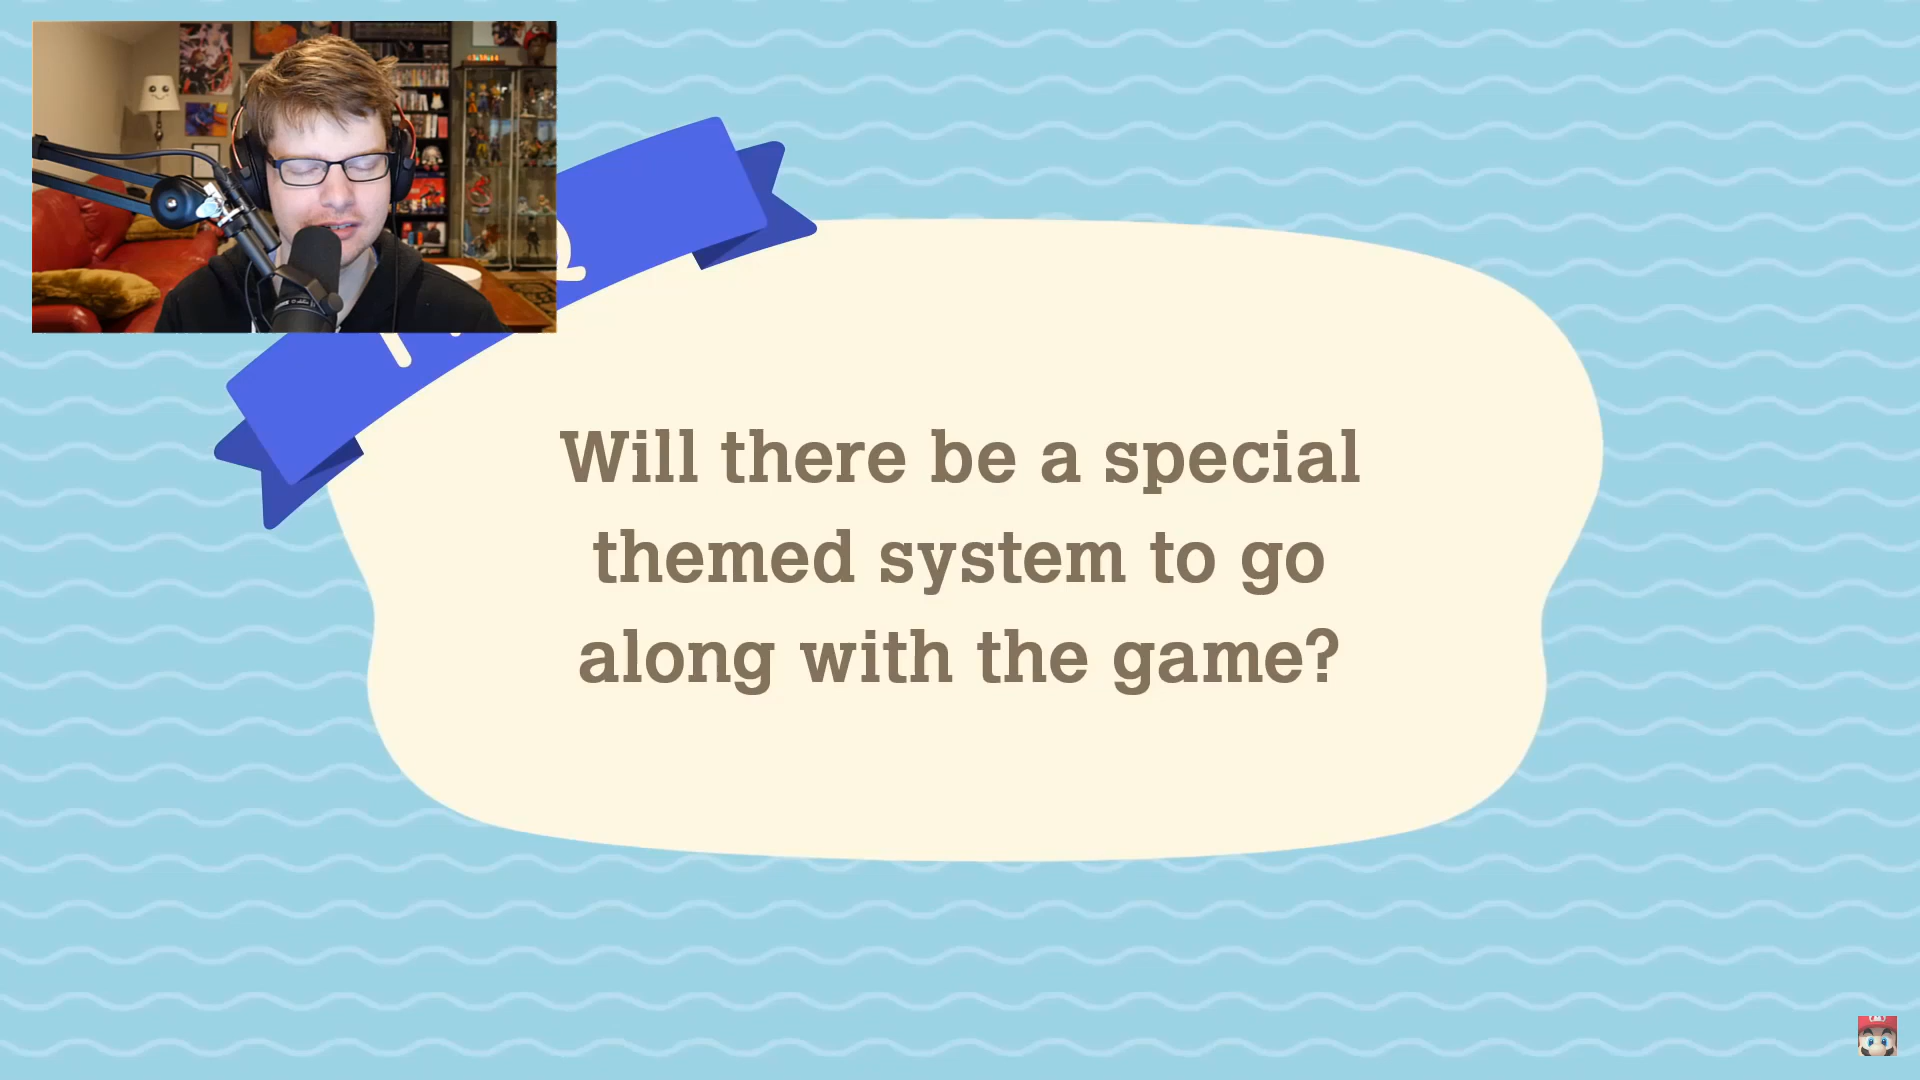 Will there be a special
themed system to go
along with the game?